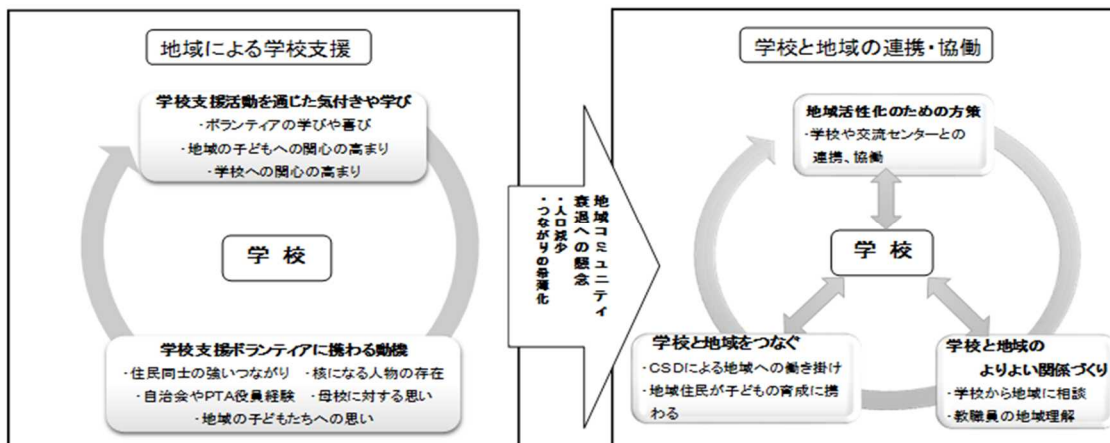 地域による学校支援
学校支援活動を通じた気付きや学び
・ボランティアの学びや喜び
・地域の子どもへの関心の高まり
・学校への関心の高まり
学 校
学校支援ボランティアに携わる動機
・住民同士の強いつながり ・核になる人物の存在
・自治会やPTA役員経験 ・母校に対する思い
・地域の子どもたちへの思い
地域コミュニティ
衰退への懸念
・人口減少
・つながりの希薄化
学校と地域の連携・協働
地域活性化のための方策
・学校や交流センターとの
連携、協働
学 校
学校と地域をつなぐ
・CSDによる地域への働き掛け
・地域住民が子どもの育成に携
わる
学校と地域の
よりよい関係づくり
・学校から地域に相談
・教職員の地域理解